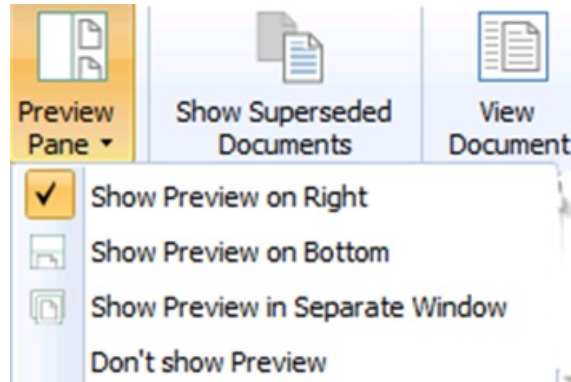 Preview
Pane
Show Superseded
Documents
View
Document
Show Preview on Right
Show Preview on Bottom
Show Preview in Separate Window
Don't show Preview